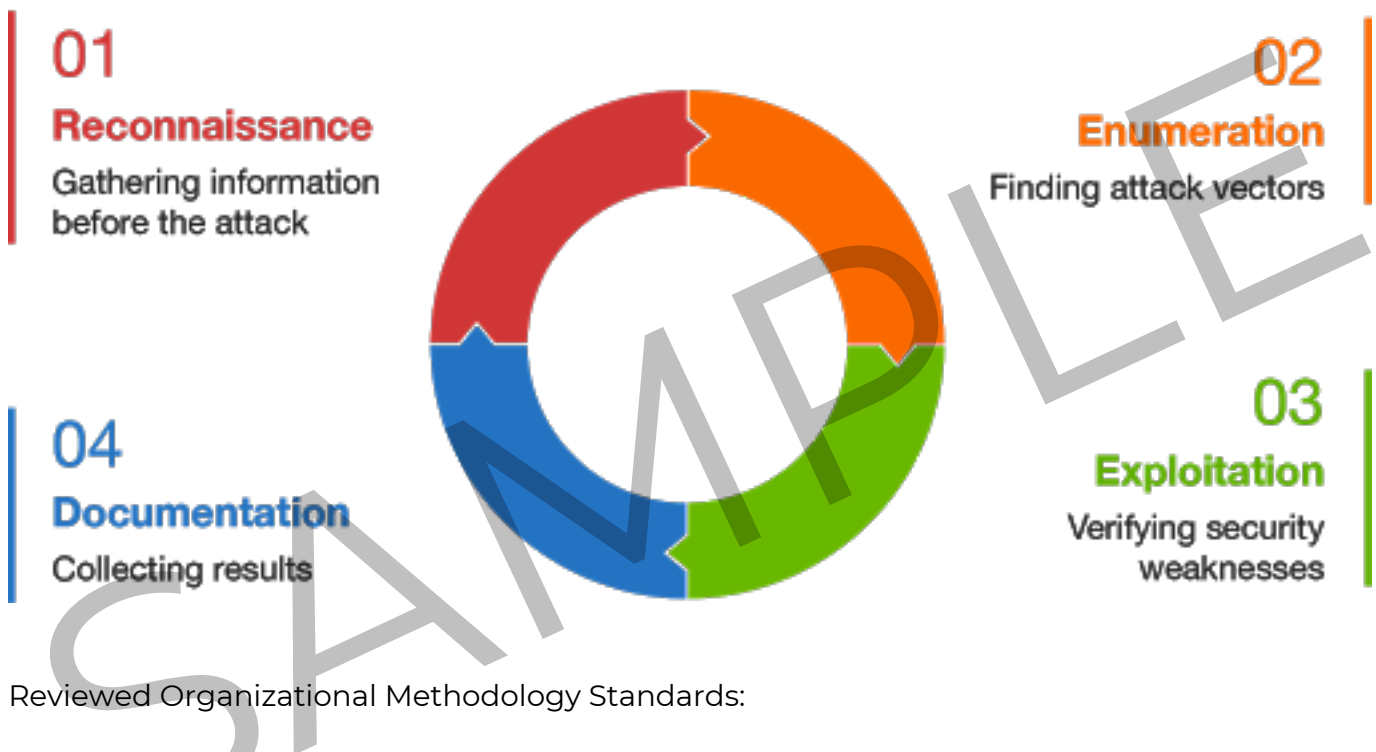 01
Reconnaissance
Gathering information
before the attack
02
Enumeration
Finding attack vectors
03
Exploitation
Verifying security
weaknesses
04
Documentation
Collecting results
SAMPLE
Reviewed Organizational Methodology Standards: